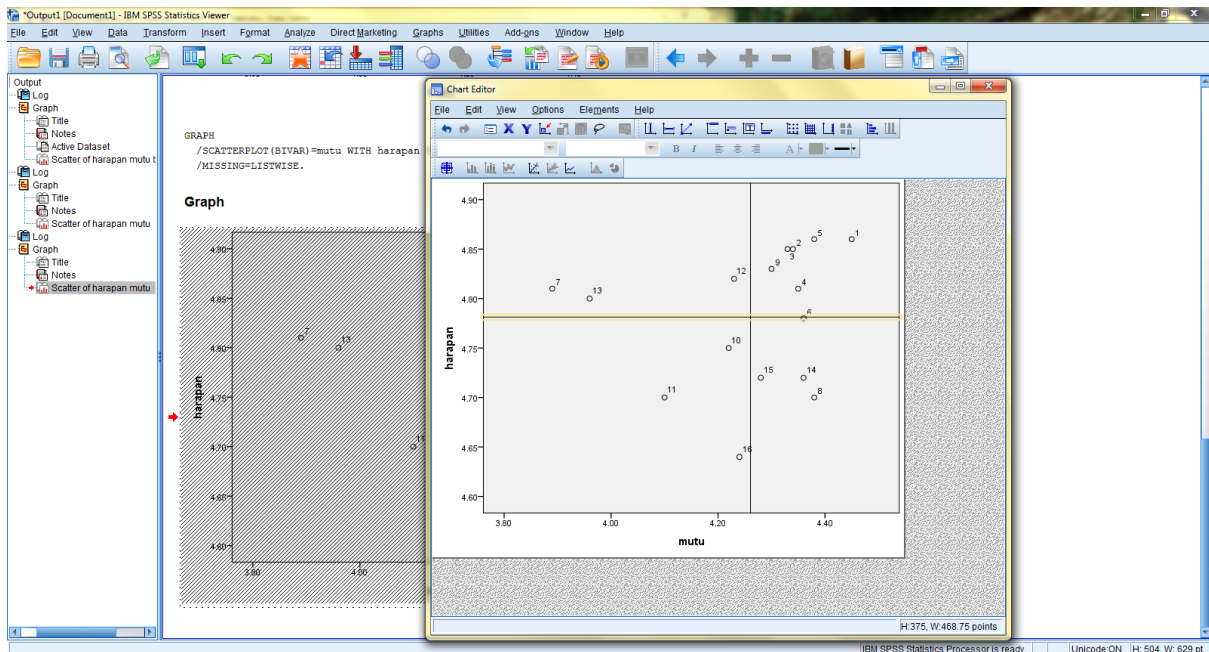 *Output1 [Document1] - IBM SPSS Statistics Viewer
File Edit View Data Transform Insert Format Analyze Direct Marketing Graphs Utilities Add-ons Window Help
Output
Log
Graph
Title
Notes
Active Dataset
Scatter of harapan mutu t
Log
Graph
Title
Notes
Scatter of harapan mutu
Log
Graph
Title
Notes
Scatter of harapan mutu
GRAPH
/SCATTERPLOT(BIVAR)=mutu WITH harapan
/MISSING=LISTWISE.
Graph
4.90
4.85
4.80
4.75
4.70
4.65
4.60
harapan
7
13
11
3.80 4.00
Chart Editor
File Edit View Options Elements Help
X Y
B I
A
4.90
4.85
4.80
4.75
4.70
4.65
4.60
harapan
5 1
2
3
9
12
4
7
13
6
10
15 14
8
11
16
3.80 4.00 4.20 4.40
mutu
H:375, W:468.75 points
IBM SPSS Statistics Processor is ready Unicode:ON H: 504, W: 629 pt